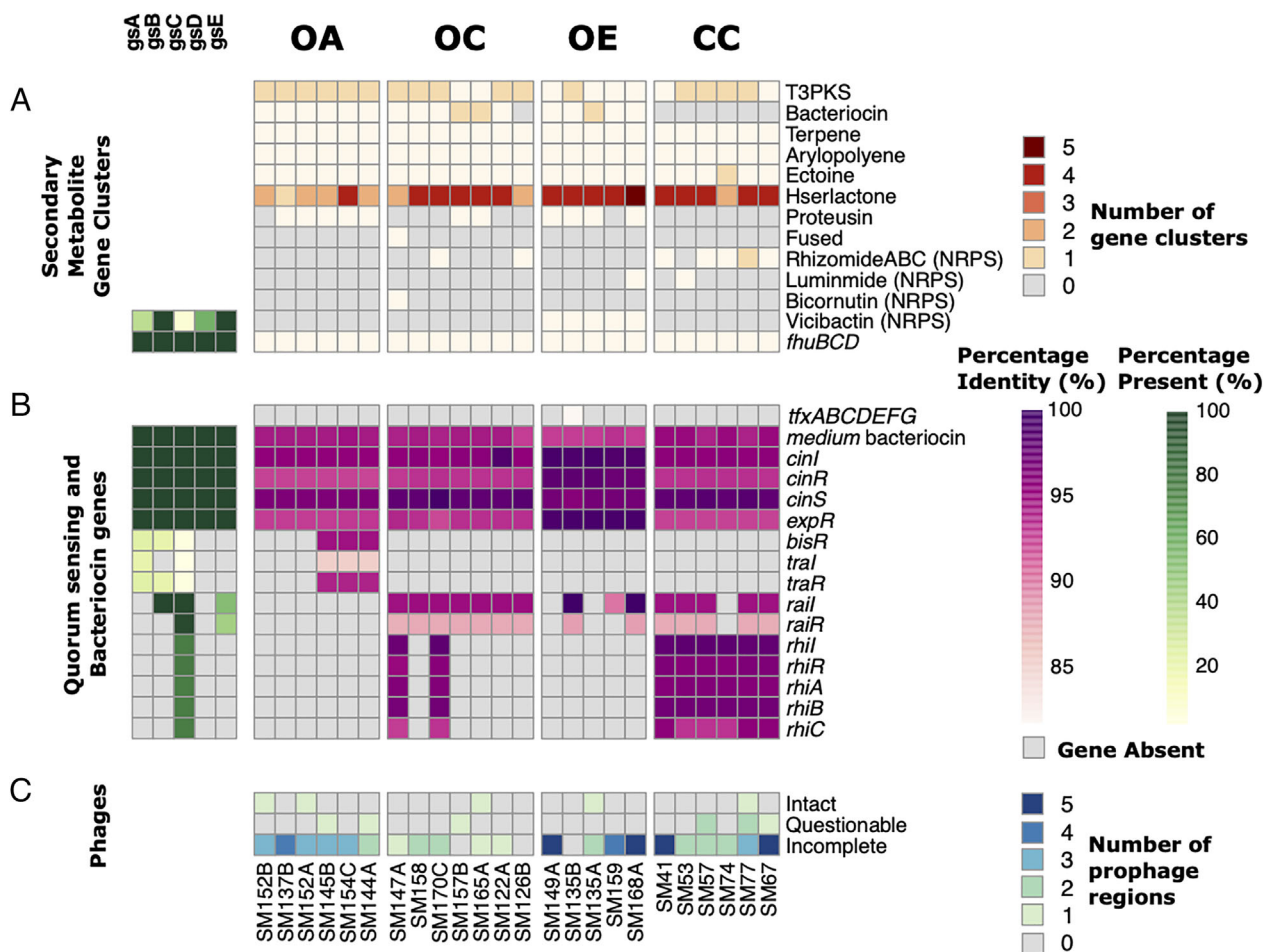 gsA
gsB
gsC
gsD
gsE
OA
OC
OE
CC
A
Secondary
Metabolite
Gene Clusters
T3PKS
Bacteriocin
Terpene
Arylopolyene
Ectoine
Hserlactone
Proteusin
Fused
RhizomideABC (NRPS)
Luminmide (NRPS)
Bicornutin (NRPS)
Vicibactin (NRPS)
fhuBCD
5
4
3
2
1
0
Number of
gene clusters
B
Quorum sensing and
Bacteriocin genes
tfxABCDEFG
medium bacteriocin
cinI
cinR
cinS
expR
bisR
traI
traR
raiI
raiR
rhiI
rhiR
rhiA
rhiB
rhiC
Percentage
Identity (%)
100
95
90
85
Percentage
Present (%)
100
80
60
40
20
Gene Absent
C
Phages
Intact
Questionable
Incomplete
5
4
3
2
1
0
Number of
prophage
regions
SM152B
SM137B
SM152A
SM145B
SM154C
SM144A
SM147A
SM158
SM170C
SM157B
SM165A
SM122A
SM126B
SM149A
SM135B
SM135A
SM159
SM168A
SM41
SM53
SM57
SM74
SM77
SM67